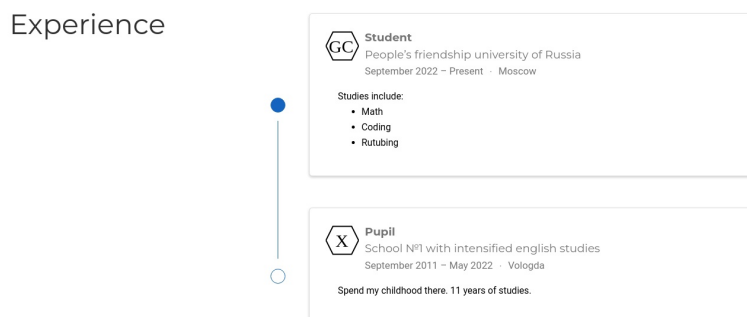 Experience
GC
Student
People's friendship university of Russia
September 2022 – Present · Moscow
Studies include:
• Math
• Coding
• Rutubing
X
Pupil
School №1 with intensified english studies
September 2011 – May 2022 · Vologda
Spend my childhood there. 11 years of studies.